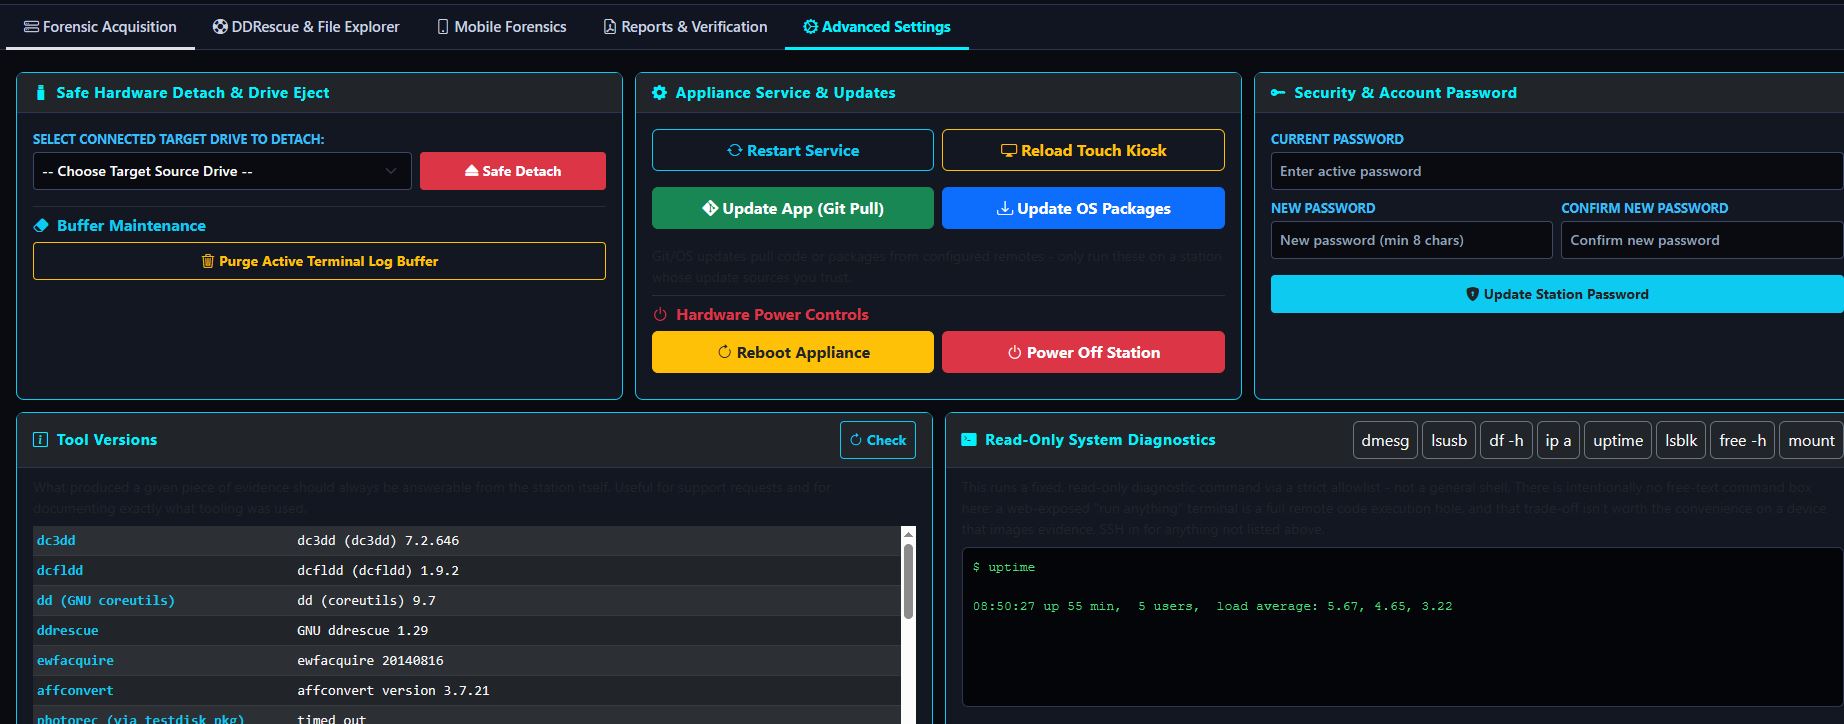 Forensic Acquisition
DDRescue & File Explorer
Mobile Forensics
Reports & Verification
Advanced Settings
Safe Hardware Detach & Drive Eject
SELECT CONNECTED TARGET DRIVE TO DETACH:
-- Choose Target Source Drive --
Safe Detach
Buffer Maintenance
Purge Active Terminal Log Buffer
Appliance Service & Updates
Restart Service
Reload Touch Kiosk
Update App (Git Pull)
Update OS Packages
Git/OS updates pull code or packages from configured remotes - only run these on a station
whose update sources you trust.
Hardware Power Controls
Reboot Appliance
Power Off Station
Security & Account Password
CURRENT PASSWORD
Enter active password
NEW PASSWORD
CONFIRM NEW PASSWORD
New password (min 8 chars)
Confirm new password
Update Station Password
Tool Versions
Check
What produced a given piece of evidence should always be answerable from the station itself. Useful for support requests and for
documenting exactly what tooling was used.
dc3dd dc3dd (dc3dd) 7.2.646
dcfldd dcfldd (dcfldd) 1.9.2
dd (GNU coreutils) dd (coreutils) 9.7
ddrescue GNU ddrescue 1.29
ewfacquire ewfacquire 20140816
affconvert affconvert version 3.7.21
photorec (via testdisk pkg) timed out
Read-Only System Diagnostics
dmesg
lsusb
df -h
ip a
uptime
lsblk
free -h
mount
This runs a fixed, read-only diagnostic command via a strict allowlist - not a general shell. There is intentionally no free-text command box
here: a web-exposed "run anything" terminal is a full remote code execution hole, and that trade-off isn't worth the convenience on a device
that images evidence. SSH in for anything not listed above.
$ uptime
08:50:27 up 55 min, 5 users, load average: 5.67, 4.65, 3.22